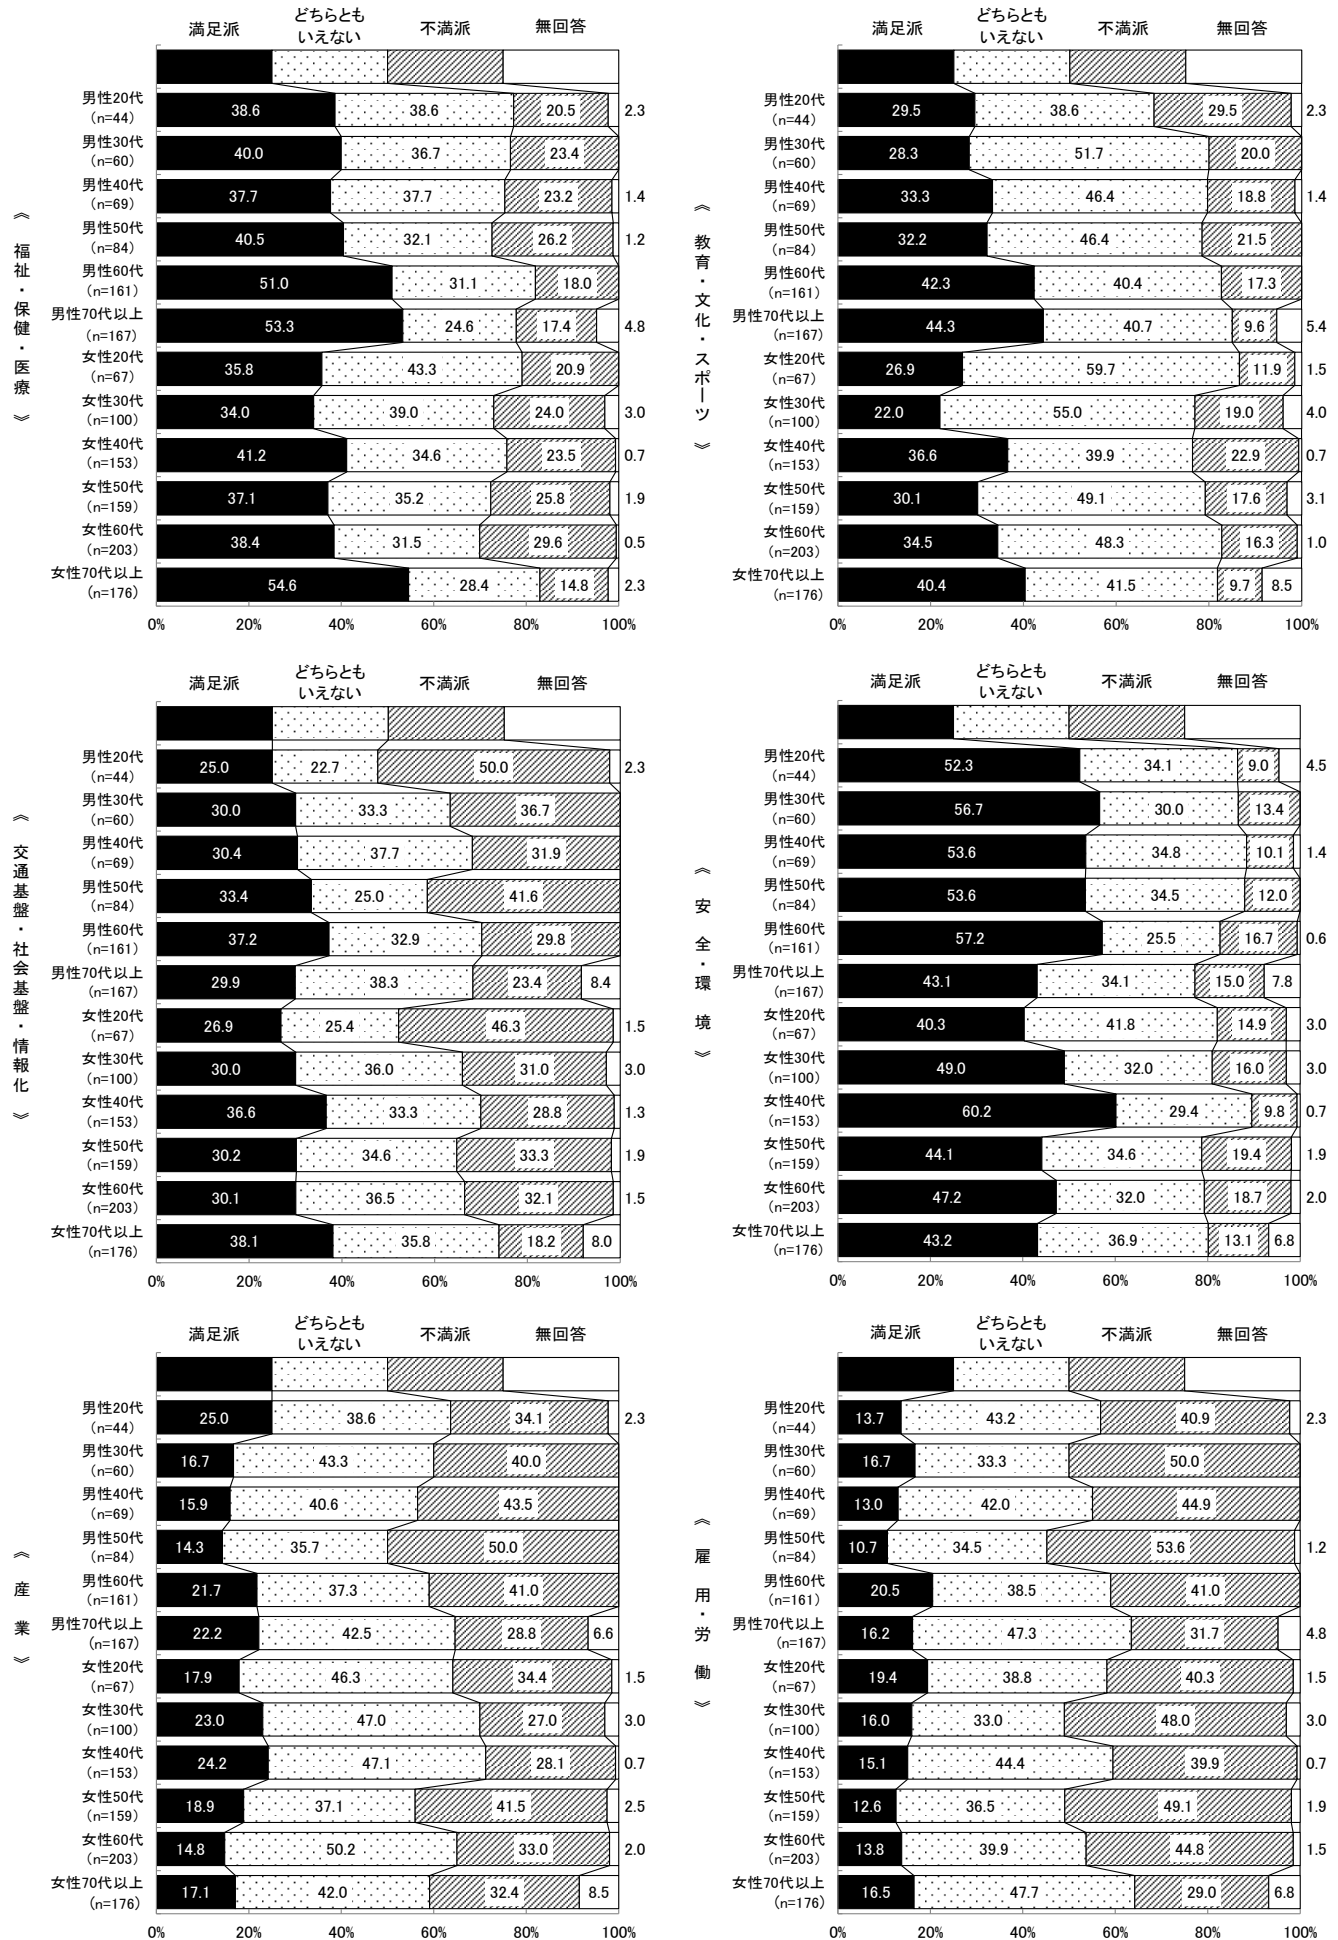 満足派 どちらとも いえない 不満派 無回答
《 福祉・保健・医療 》
男性20代 (n=44) 38.6 38.6 20.5 2.3
男性30代 (n=60) 40.0 36.7 23.4
男性40代 (n=69) 37.7 37.7 23.2 1.4
男性50代 (n=84) 40.5 32.1 26.2 1.2
男性60代 (n=161) 51.0 31.1 18.0
男性70代以上 (n=167) 53.3 24.6 17.4 4.8
女性20代 (n=67) 35.8 43.3 20.9
女性30代 (n=100) 34.0 39.0 24.0 3.0
女性40代 (n=153) 41.2 34.6 23.5 0.7
女性50代 (n=159) 37.1 35.2 25.8 1.9
女性60代 (n=203) 38.4 31.5 29.6 0.5
女性70代以上 (n=176) 54.6 28.4 14.8 2.3
0% 20% 40% 60% 80% 100%
満足派 どちらとも いえない 不満派 無回答
《 教育・文化・スポーツ 》
男性20代 (n=44) 29.5 38.6 29.5 2.3
男性30代 (n=60) 28.3 51.7 20.0
男性40代 (n=69) 33.3 46.4 18.8 1.4
男性50代 (n=84) 32.2 46.4 21.5
男性60代 (n=161) 42.3 40.4 17.3
男性70代以上 (n=167) 44.3 40.7 9.6 5.4
女性20代 (n=67) 26.9 59.7 11.9 1.5
女性30代 (n=100) 22.0 55.0 19.0 4.0
女性40代 (n=153) 36.6 39.9 22.9 0.7
女性50代 (n=159) 30.1 49.1 17.6 3.1
女性60代 (n=203) 34.5 48.3 16.3 1.0
女性70代以上 (n=176) 40.4 41.5 9.7 8.5
0% 20% 40% 60% 80% 100%
満足派 どちらとも いえない 不満派 無回答
《 交通基盤・社会基盤・情報化 》
男性20代 (n=44) 25.0 22.7 50.0 2.3
男性30代 (n=60) 30.0 33.3 36.7
男性40代 (n=69) 30.4 37.7 31.9
男性50代 (n=84) 33.4 25.0 41.6
男性60代 (n=161) 37.2 32.9 29.8
男性70代以上 (n=167) 29.9 38.3 23.4 8.4
女性20代 (n=67) 26.9 25.4 46.3 1.5
女性30代 (n=100) 30.0 36.0 31.0 3.0
女性40代 (n=153) 36.6 33.3 28.8 1.3
女性50代 (n=159) 30.2 34.6 33.3 1.9
女性60代 (n=203) 30.1 36.5 32.1 1.5
女性70代以上 (n=176) 38.1 35.8 18.2 8.0
0% 20% 40% 60% 80% 100%
満足派 どちらとも いえない 不満派 無回答
《 安全・環境 》
男性20代 (n=44) 52.3 34.1 9.0 4.5
男性30代 (n=60) 56.7 30.0 13.4
男性40代 (n=69) 53.6 34.8 10.1 1.4
男性50代 (n=84) 53.6 34.5 12.0
男性60代 (n=161) 57.2 25.5 16.7 0.6
男性70代以上 (n=167) 43.1 34.1 15.0 7.8
女性20代 (n=67) 40.3 41.8 14.9 3.0
女性30代 (n=100) 49.0 32.0 16.0 3.0
女性40代 (n=153) 60.2 29.4 9.8 0.7
女性50代 (n=159) 44.1 34.6 19.4 1.9
女性60代 (n=203) 47.2 32.0 18.7 2.0
女性70代以上 (n=176) 43.2 36.9 13.1 6.8
0% 20% 40% 60% 80% 100%
満足派 どちらとも いえない 不満派 無回答
《 産業 》
男性20代 (n=44) 25.0 38.6 34.1 2.3
男性30代 (n=60) 16.7 43.3 40.0
男性40代 (n=69) 15.9 40.6 43.5
男性50代 (n=84) 14.3 35.7 50.0
男性60代 (n=161) 21.7 37.3 41.0
男性70代以上 (n=167) 22.2 42.5 28.8 6.6
女性20代 (n=67) 17.9 46.3 34.4 1.5
女性30代 (n=100) 23.0 47.0 27.0 3.0
女性40代 (n=153) 24.2 47.1 28.1 0.7
女性50代 (n=159) 18.9 37.1 41.5 2.5
女性60代 (n=203) 14.8 50.2 33.0 2.0
女性70代以上 (n=176) 17.1 42.0 32.4 8.5
0% 20% 40% 60% 80% 100%
満足派 どちらとも いえない 不満派 無回答
《 雇用・労働 》
男性20代 (n=44) 13.7 43.2 40.9 2.3
男性30代 (n=60) 16.7 33.3 50.0
男性40代 (n=69) 13.0 42.0 44.9
男性50代 (n=84) 10.7 34.5 53.6 1.2
男性60代 (n=161) 20.5 38.5 41.0
男性70代以上 (n=167) 16.2 47.3 31.7 4.8
女性20代 (n=67) 19.4 38.8 40.3 1.5
女性30代 (n=100) 16.0 33.0 48.0 3.0
女性40代 (n=153) 15.1 44.4 39.9 0.7
女性50代 (n=159) 12.6 36.5 49.1 1.9
女性60代 (n=203) 13.8 39.9 44.8 1.5
女性70代以上 (n=176) 16.5 47.7 29.0 6.8
0% 20% 40% 60% 80% 100%